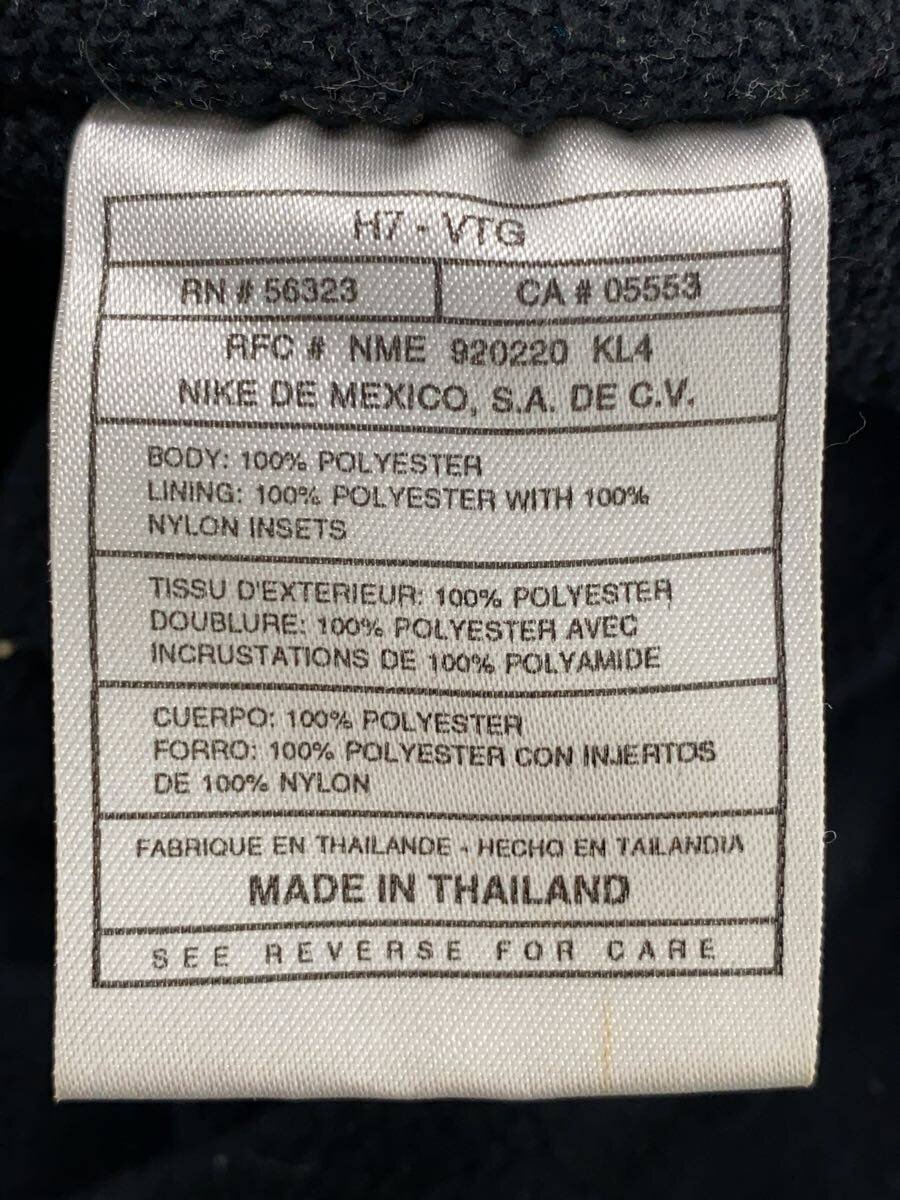 H7 - VTG
RN # 56323
CA # 05553
RFC # NME 920220 KL4
NIKE DE MEXICO, S.A. DE C.V.
BODY: 100% POLYESTER
LINING: 100% POLYESTER WITH 100%
NYLON INSETS
TISSU D'EXTERIEUR: 100% POLYESTER
DOUBLURE: 100% POLYESTER AVEC
INCRUSTATIONS DE 100% POLYAMIDE
CUERPO: 100% POLYESTER
FORRO: 100% POLYESTER CON INJERTOS
DE 100% NYLON
FABRIQUE EN THAILANDE - HECHO EN TAILANDIA
MADE IN THAILAND
SEE REVERSE FOR CARE